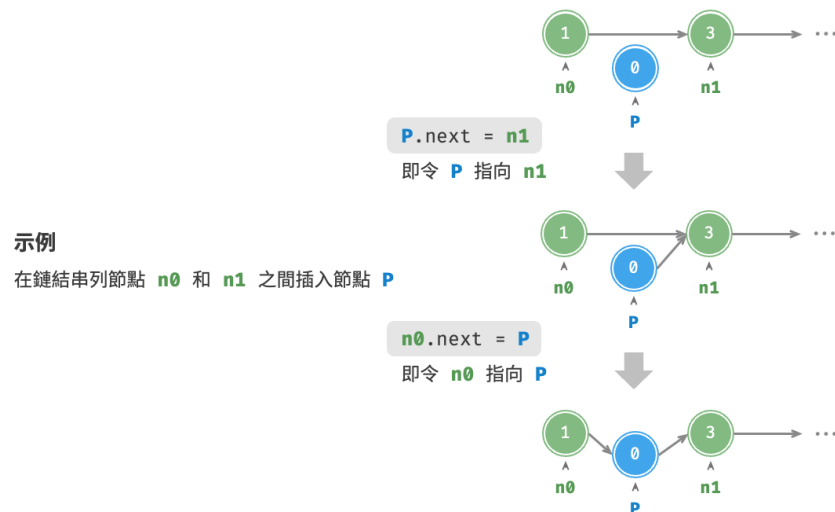 1 3 ...
0
n0 n1
P
P.next = n1
即令 P 指向 n1
1 3 ...
0
n0 n1
P
示例
在鏈結串列節點 n0 和 n1 之間插入節點 P
n0.next = P
即令 n0 指向 P
1 3 ...
0
n0 n1
P